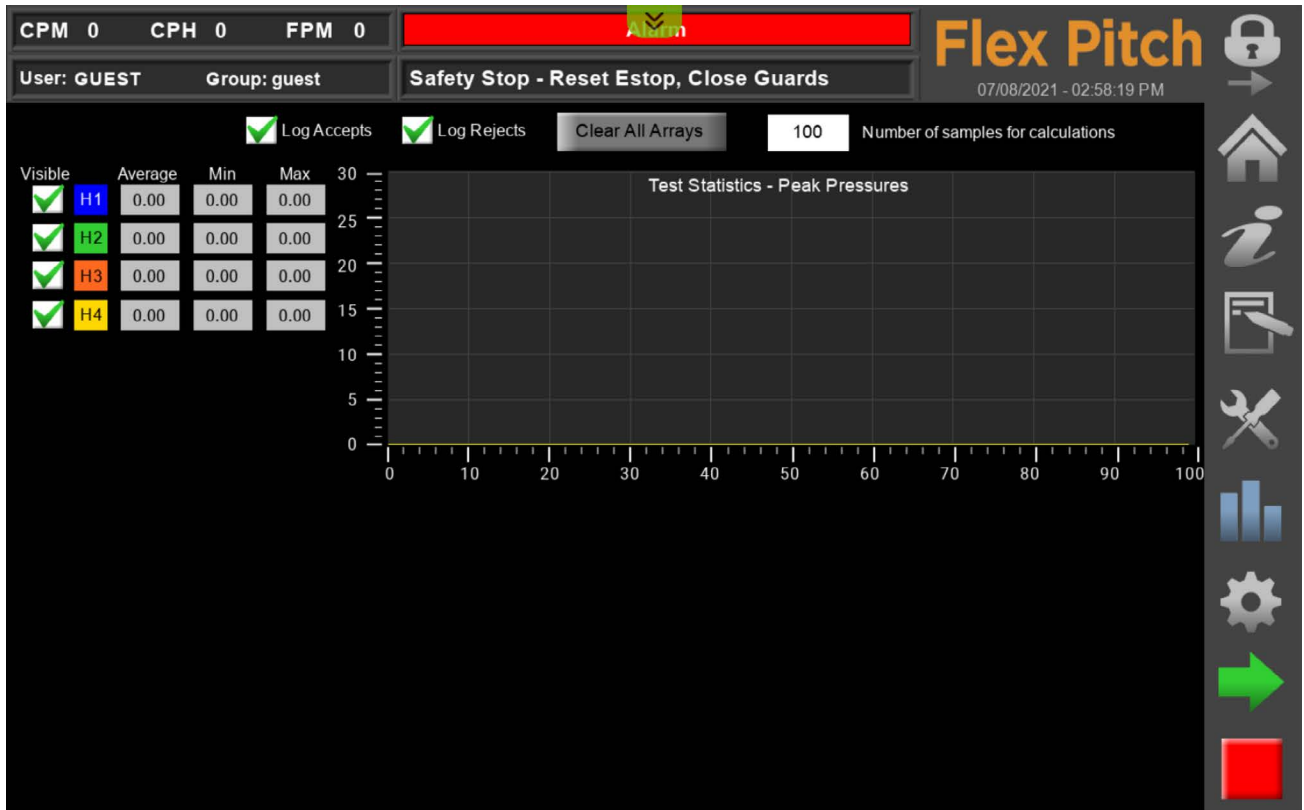 CPM 0 CPH 0 FPM 0
Alarm
Flex Pitch
User: GUEST Group: guest
Safety Stop - Reset Estop, Close Guards
07/08/2021 - 02:58:19 PM
Log Accepts Log Rejects Clear All Arrays 100 Number of samples for calculations
Visible Average Min Max
Test Statistics - Peak Pressures
H1 0.00 0.00 0.00
H2 0.00 0.00 0.00
H3 0.00 0.00 0.00
H4 0.00 0.00 0.00
30
25
20
15
10
5
0
0 10 20 30 40 50 60 70 80 90 100